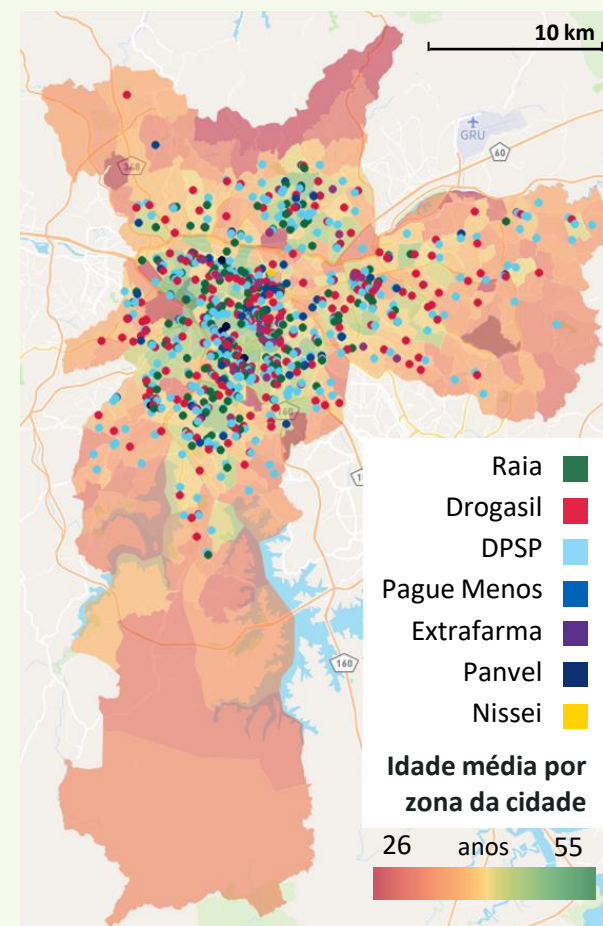 10 km
GRU
60
160
160
Raia
Drogasil
DPSP
Pague Menos
Extrafarma
Panvel
Nissei
Idade média por
zona da cidade
26 anos 55